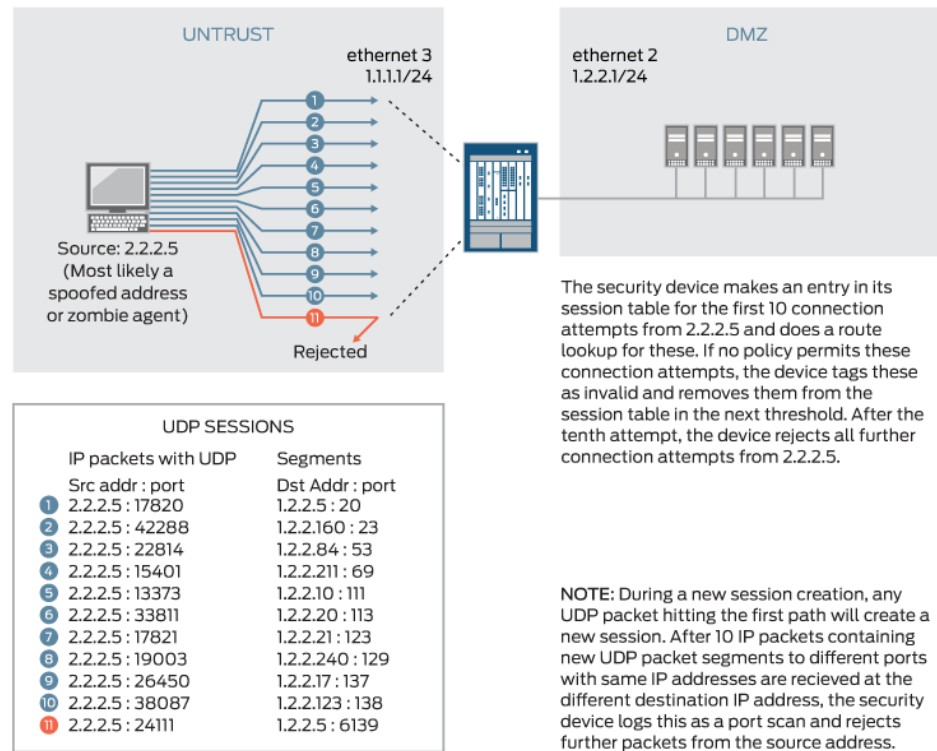 UNTRUST
ethernet 3
1.1.1.1/24
1
2
3
4
5
6
7
8
9
10
11
Source: 2.2.2.5
(Most likely a
spoofed address
or zombie agent)
Rejected
DMZ
ethernet 2
1.2.2.1/24
The security device makes an entry in its
session table for the first 10 connection
attempts from 2.2.2.5 and does a route
lookup for these. If no policy permits these
connection attempts, the device tags these
as invalid and removes them from the
session table in the next threshold. After the
tenth attempt, the device rejects all further
connection attempts from 2.2.2.5.
UDP SESSIONS
IP packets with UDP Segments
Src addr : port Dst Addr : port
1 2.2.2.5 : 17820 1.2.2.5 : 20
2 2.2.2.5 : 42288 1.2.2.160 : 23
3 2.2.2.5 : 22814 1.2.2.84 : 53
4 2.2.2.5 : 15401 1.2.2.211 : 69
5 2.2.2.5 : 13373 1.2.2.10 : 111
6 2.2.2.5 : 33811 1.2.2.20 : 113
7 2.2.2.5 : 17821 1.2.2.21 : 123
8 2.2.2.5 : 19003 1.2.2.240 : 129
9 2.2.2.5 : 26450 1.2.2.17 : 137
10 2.2.2.5 : 38087 1.2.2.123 : 138
11 2.2.2.5 : 24111 1.2.2.5 : 6139
NOTE: During a new session creation, any
UDP packet hitting the first path will create a
new session. After 10 IP packets containing
new UDP packet segments to different ports
with same IP addresses are recieved at the
different destination IP address, the security
device logs this as a port scan and rejects
further packets from the source address.